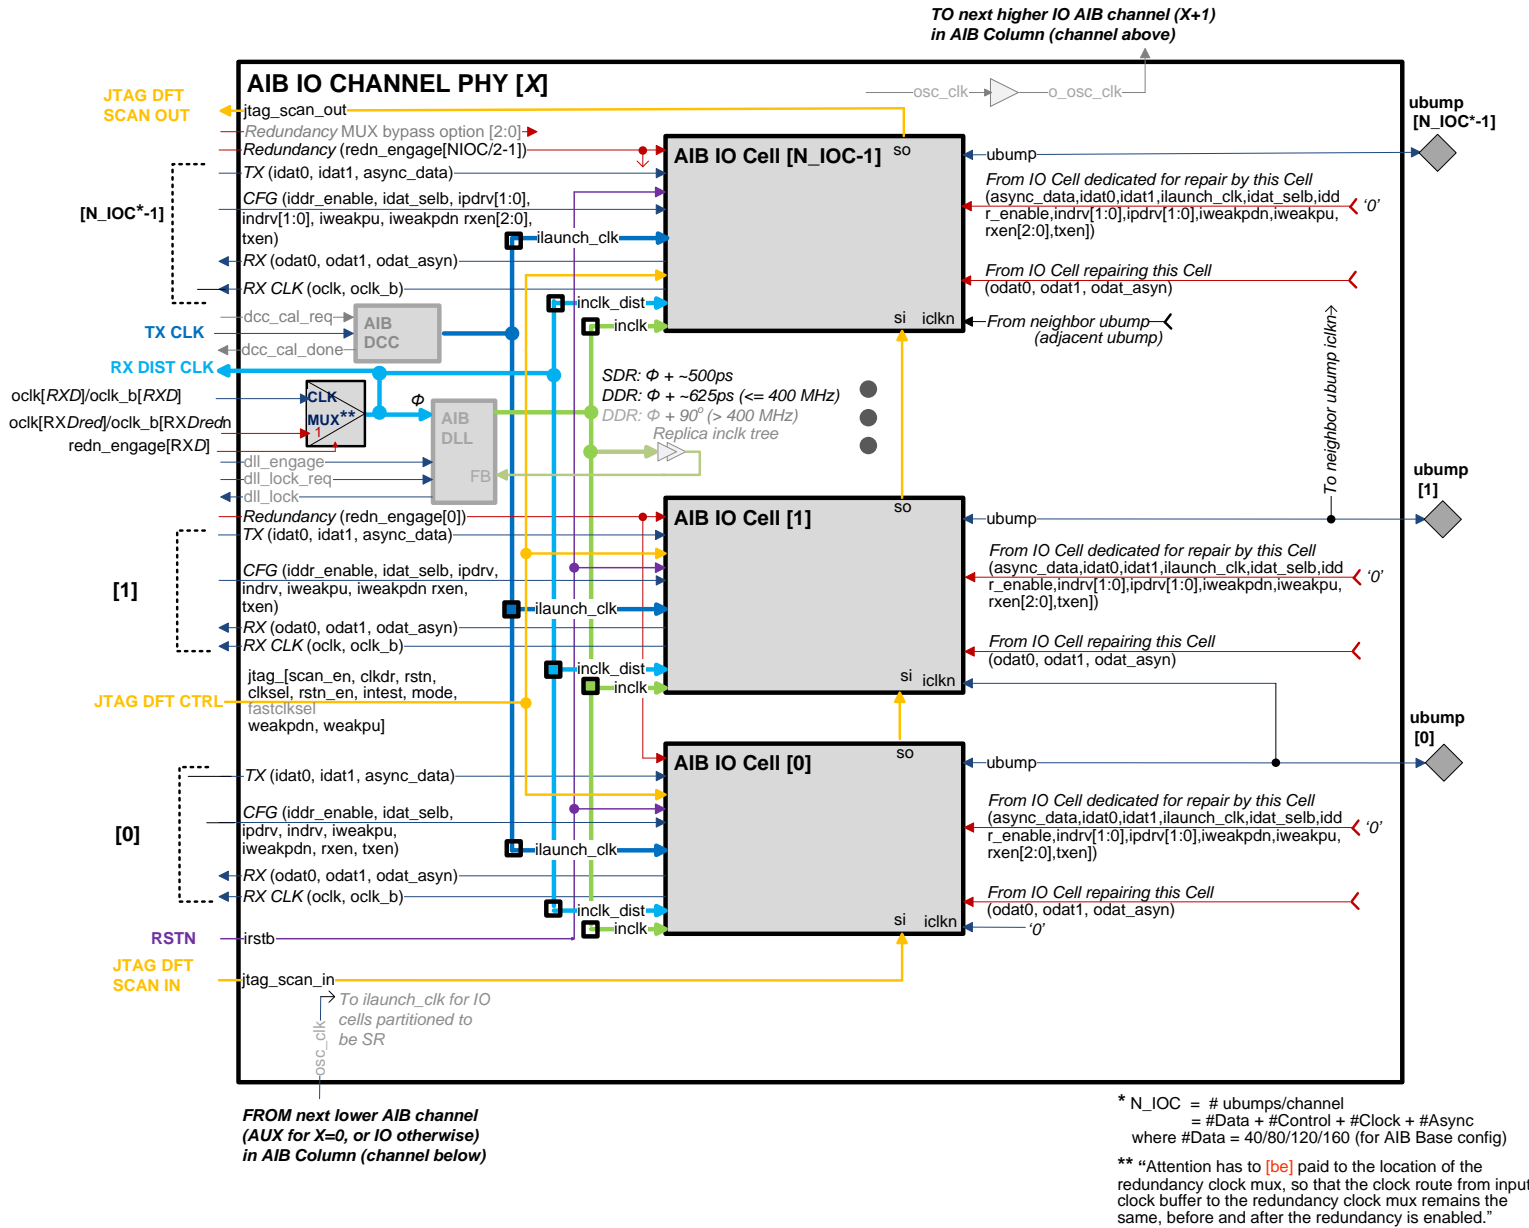 TO next higher IO AIB channel (X+1)
in AIB Column (channel above)
AIB IO CHANNEL PHY [X]
JTAG DFT
SCAN OUT
jtag_scan_out
osc_clk
o_osc_clk
ubump
[N_IOC*-1]
Redundancy MUX bypass option [2:0]
Redundancy (redn_engage[NIOC/2-1])
TX (idat0, idat1, async_data)
CFG (iddr_enable, idat_selb, ipdrv[1:0],
indrv[1:0], iweakpu, iweakpdn rxen[2:0],
txen)
[N_IOC*-1]
ilaunch_clk
RX (odat0, odat1, odat_asyn)
RX CLK (oclk, oclk_b)
inclk_dist
inclk
AIB IO Cell [N_IOC-1]
so
si
iclkn
ubump
From IO Cell dedicated for repair by this Cell
(async_data,idat0,idat1,ilaunch_clk,idat_selb,idd
r_enable,indrv[1:0],ipdrv[1:0],iweakpdn,iweakpu,
rxen[2:0],txen])
'0'
From IO Cell repairing this Cell
(odat0, odat1, odat_asyn)
From neighbor ubump
(adjacent ubump)
dcc_cal_req
TX CLK
dcc_cal_done
AIB
DCC
RX DIST CLK
oclk[RXD]/oclk_b[RXD]
oclk[RXDred]/oclk_b[RXDredn
redn_engage[RXD]
CLK
MUX**
1
Φ
AIB
DLL
FB
SDR: Φ + ~500ps
DDR: Φ + ~625ps (<= 400 MHz)
DDR: Φ + 90o (> 400 MHz)
Replica inclk tree
To neighbor ubump iclkn
dll_engage
dll_lock_req
dll_lock
Redundancy (redn_engage[0])
TX (idat0, idat1, async_data)
CFG (iddr_enable, idat_selb, ipdrv,
indrv, iweakpu, iweakpdn rxen,
txen)
[1]
ilaunch_clk
RX (odat0, odat1, odat_asyn)
RX CLK (oclk, oclk_b)
inclk_dist
inclk
AIB IO Cell [1]
so
si
iclkn
ubump
ubump
[1]
From IO Cell dedicated for repair by this Cell
(async_data,idat0,idat1,ilaunch_clk,idat_selb,idd
r_enable,indrv[1:0],ipdrv[1:0],iweakpdn,iweakpu,
rxen[2:0],txen])
'0'
From IO Cell repairing this Cell
(odat0, odat1, odat_asyn)
JTAG DFT CTRL
jtag_[scan_en, clkdr, rstn,
clksel, rstn_en, intest, mode,
fastclksel
weakpdn, weakpu]
TX (idat0, idat1, async_data)
CFG (iddr_enable, idat_selb,
ipdrv, indrv, iweakpu,
iweakpdn, rxen, txen)
[0]
ilaunch_clk
RX (odat0, odat1, odat_asyn)
RX CLK (oclk, oclk_b)
inclk_dist
inclk
AIB IO Cell [0]
so
si
iclkn
ubump
ubump
[0]
From IO Cell dedicated for repair by this Cell
(async_data,idat0,idat1,ilaunch_clk,idat_selb,idd
r_enable,indrv[1:0],ipdrv[1:0],iweakpdn,iweakpu,
rxen[2:0],txen])
'0'
From IO Cell repairing this Cell
(odat0, odat1, odat_asyn)
'0'
RSTN
irstb
JTAG DFT
SCAN IN
jtag_scan_in
To ilaunch_clk for IO
cells partitioned to
be SR
osc_clk
FROM next lower AIB channel
(AUX for X=0, or IO otherwise)
in AIB Column (channel below)
* N_IOC = # ubumps/channel
= #Data + #Control + #Clock + #Async
where #Data = 40/80/120/160 (for AIB Base config)
** “Attention has to [be] paid to the location of the
redundancy clock mux, so that the clock route from input
clock buffer to the redundancy clock mux remains the
same, before and after the redundancy is enabled.”